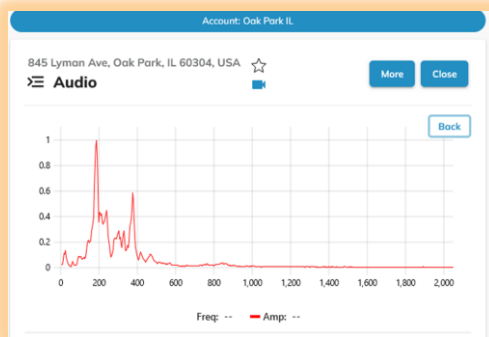 Account: Oak Park IL
845 Lyman Ave, Oak Park, IL 60304, USA
Audio
More
Close
Back
1
0.8
0.6
0.4
0.2
0
0 200 400 600 800 1,000 1,200 1,400 1,600 1,800 2,000
Freq: -- Amp: --